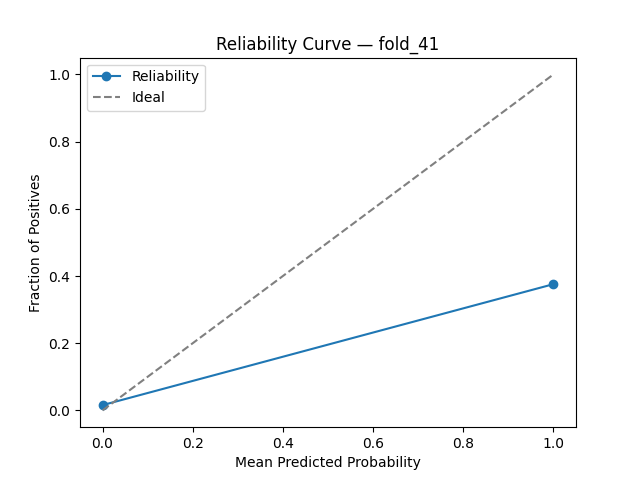 Reliability Curve — fold_41
Reliability
Ideal
Fraction of Positives
1.0
0.8
0.6
0.4
0.2
0.0
0.0 0.2 0.4 0.6 0.8 1.0
Mean Predicted Probability